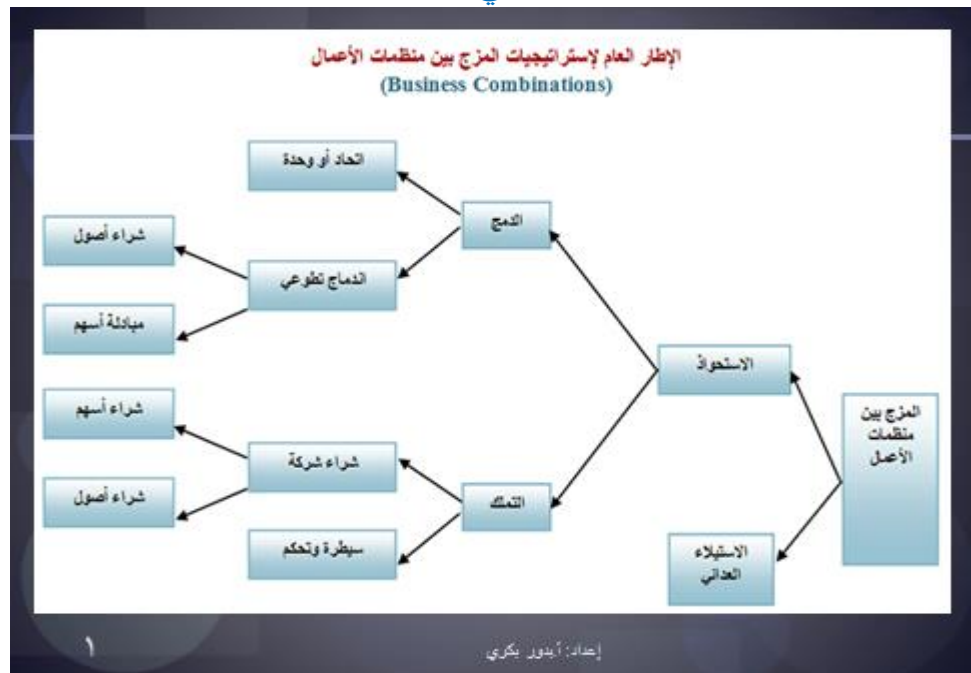 الإطار العام لإستراتيجيات المزج بين منظمات الأعمال
(Business Combinations)
المزج بين
منظمات
الأعمال
الاستحواذ
الاستيلاء
العدائي
الدمج
التملك
اتحاد أو وحدة
اندماج تطوعي
شراء شركة
سيطرة وتحكم
شراء أصول
مبادلة أسهم
شراء أسهم
شراء أصول
إعداد: أ.بدور بكري
١